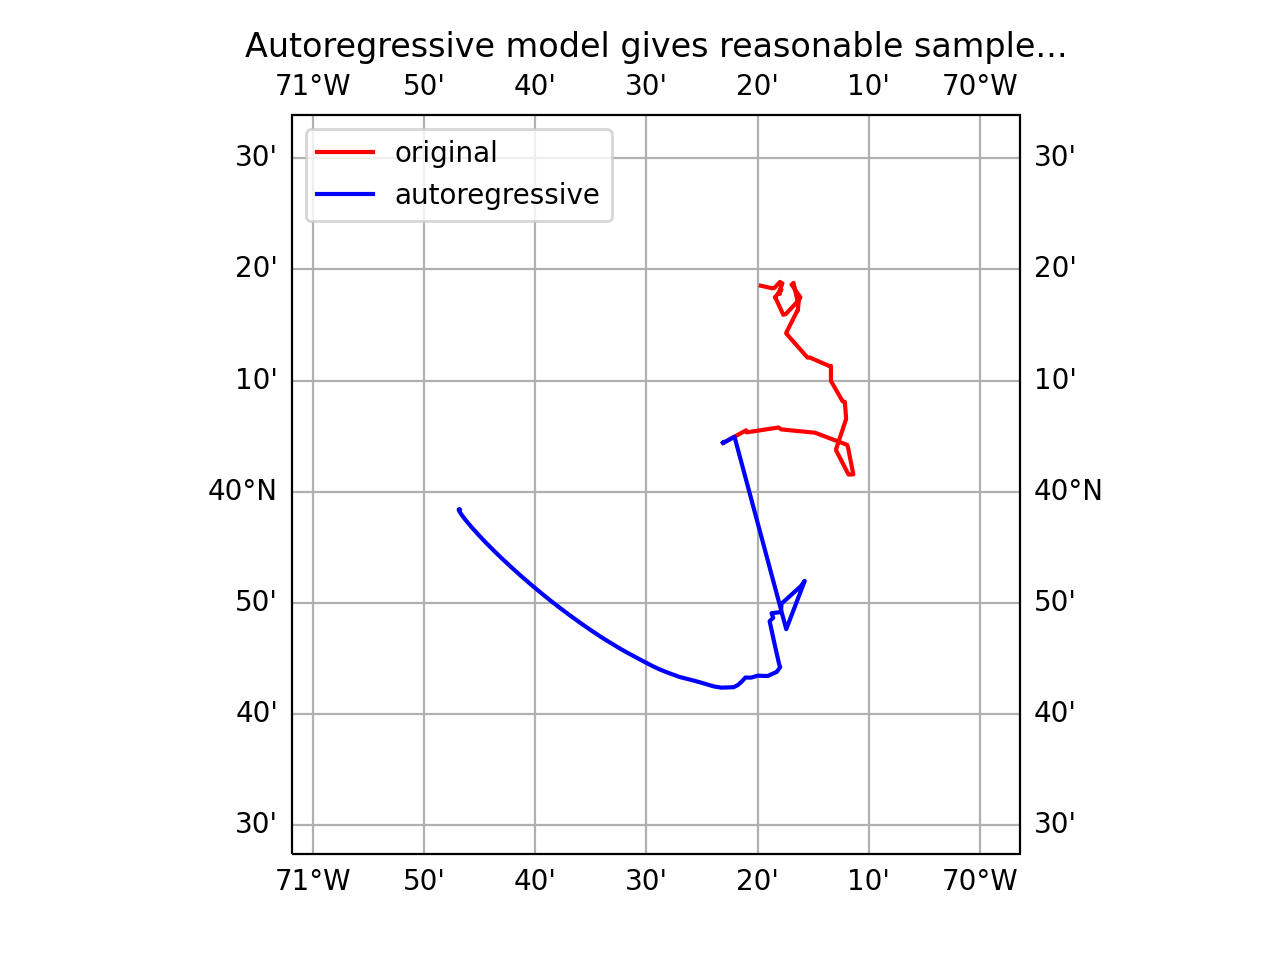 Autoregressive model gives reasonable sample...
71°W 50' 40' 30' 20' 10' 70°W
original
autoregressive
30' 30'
20' 20'
10' 10'
40°N 40°N
50' 50'
40' 40'
30' 30'
71°W 50' 40' 30' 20' 10' 70°W